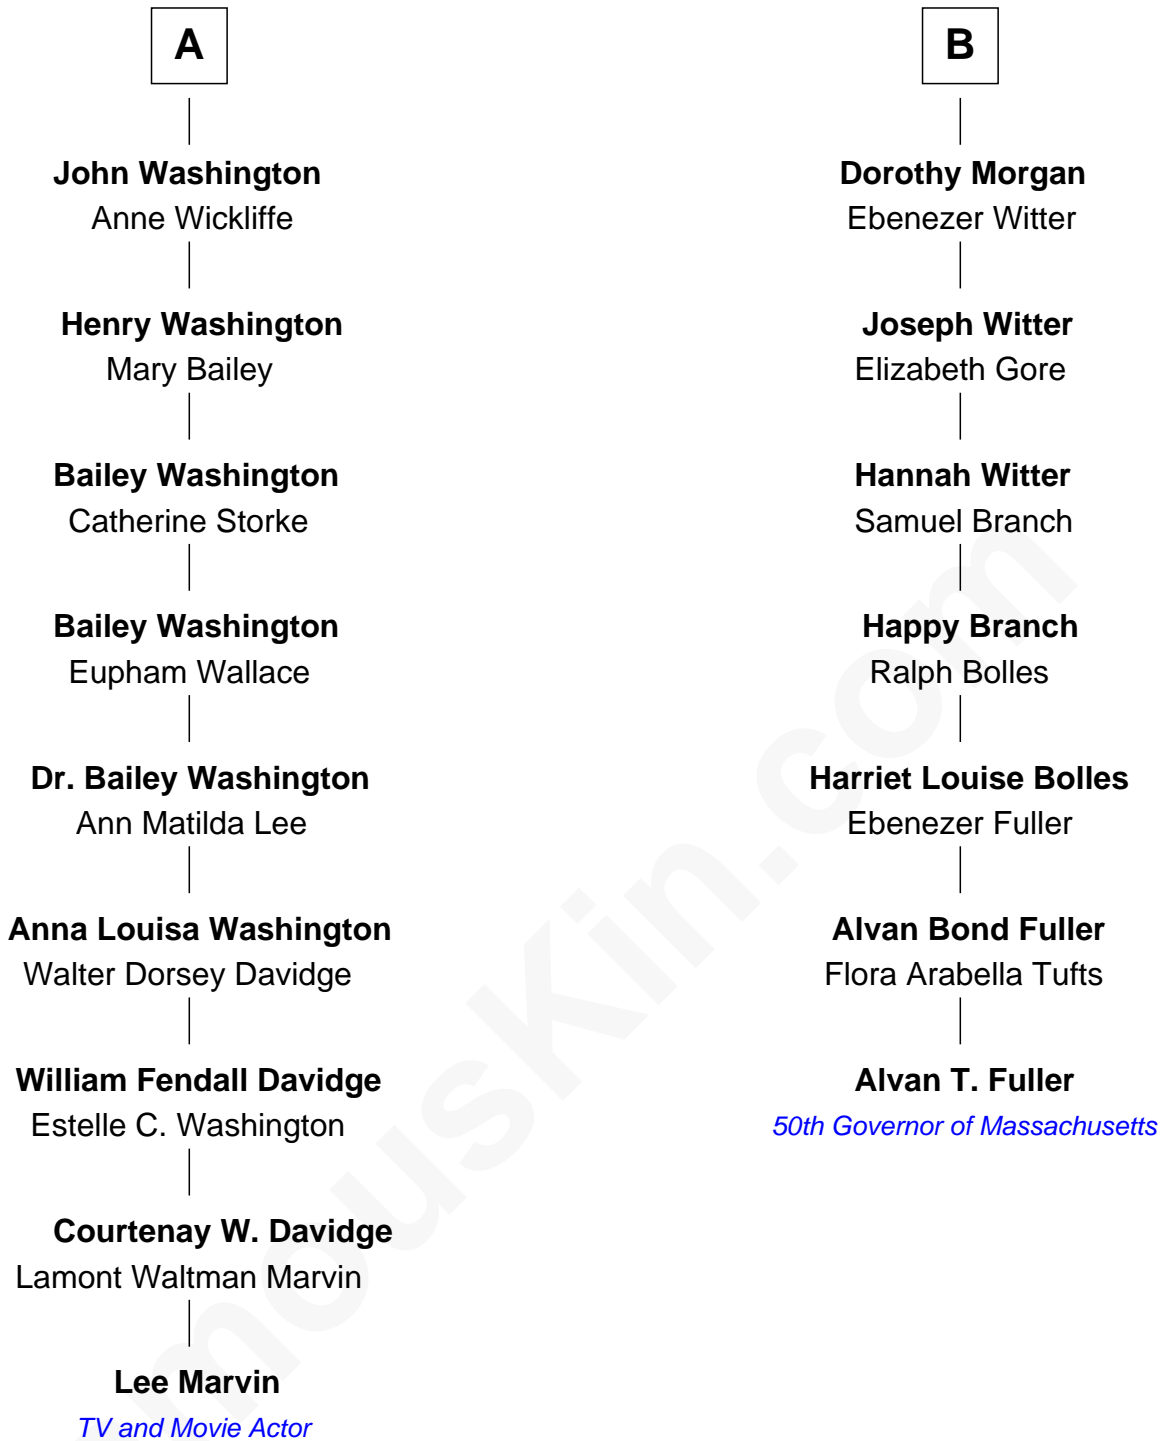 A
John Washington
Anne Wickliffe
Henry Washington
Mary Bailey
Bailey Washington
Catherine Storke
Bailey Washington
Eupham Wallace
Dr. Bailey Washington
Ann Matilda Lee
Anna Louisa Washington
Walter Dorsey Davidge
William Fendall Davidge
Estelle C. Washington
Courtenay W. Davidge
Lamont Waltman Marvin
Lee Marvin
TV and Movie Actor
B
Dorothy Morgan
Ebenezer Witter
Joseph Witter
Elizabeth Gore
Hannah Witter
Samuel Branch
Happy Branch
Ralph Bolles
Harriet Louise Bolles
Ebenezer Fuller
Alvan Bond Fuller
Flora Arabella Tufts
Alvan T. Fuller
50th Governor of Massachusetts
mousKin.com